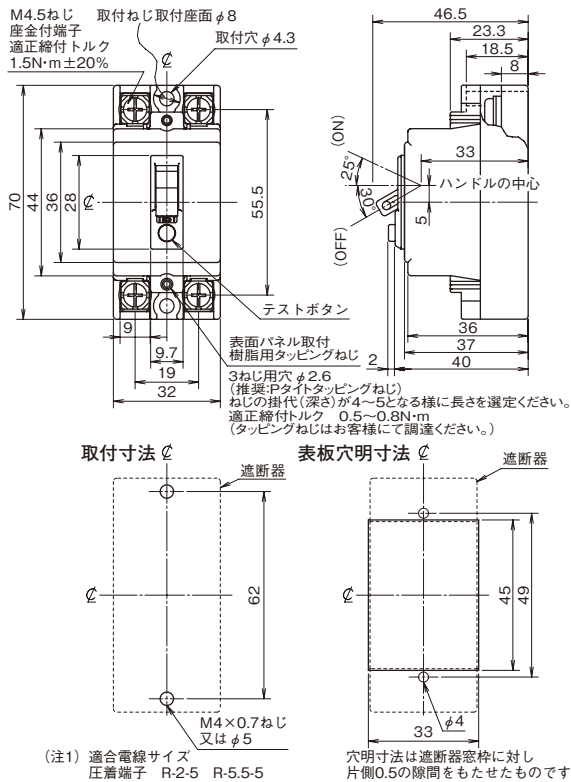 M4.5ねじ
座金付端子
適正締付トルク
1.5N・m±20%
取付ねじ取付座面φ8
取付穴φ4.3
℄
70
44
36
28
℄
55.5
テストボタン
9
9.7
19
32
表面パネル取付
樹脂用タッピングねじ
3ねじ用穴φ2.6
(推奨:Pタイトタッピングねじ)
ねじの掛代(深さ)が4〜5となる様に長さを選定ください。
適正締付トルク 0.5〜0.8N・m
(タッピングねじはお客様にて調達ください。)
46.5
23.3
18.5
8
33
(ON)
25°
30°
(OFF)
ハンドルの中心
5
36
37
2
40
取付寸法 ℄
遮断器
℄
62
M4×0.7ねじ
又はφ5
(注1) 適合電線サイズ
圧着端子 R-2-5 R-5.5-5
表板穴明寸法 ℄
遮断器
℄
45
49
φ4
33
穴明寸法は遮断器窓枠に対し
片側0.5の隙間をもたせたものです